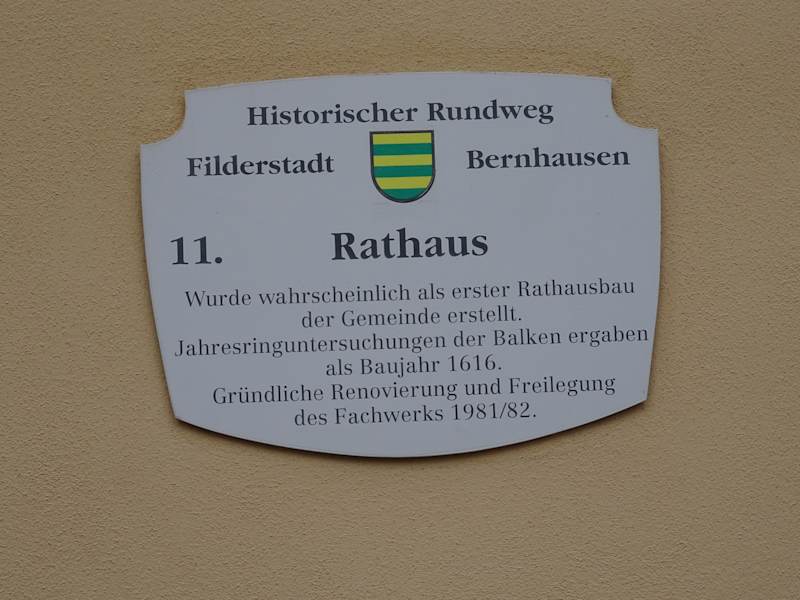 Historischer Rundweg
Filderstadt Bernhausen
11. Rathaus
Wurde wahrscheinlich als erster Rathausbau
der Gemeinde erstellt.
Jahresringuntersuchungen der Balken ergaben
als Baujahr 1616.
Gründliche Renovierung und Freilegung
des Fachwerks 1981/82.